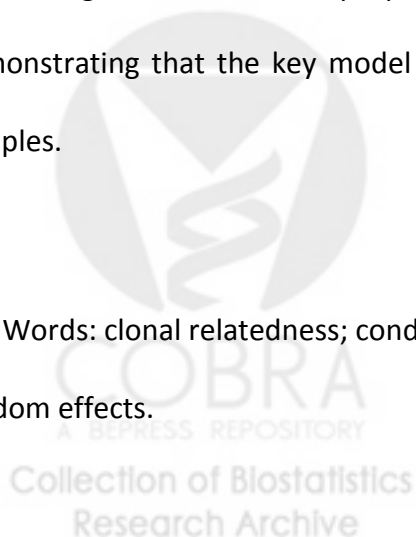 monstrating that the key model
ples.
Words: clonal relatedness; cond
dom effects.
COBRA
A BEPRESS REPOSITORY
Collection of Biostatistics
Research Archive